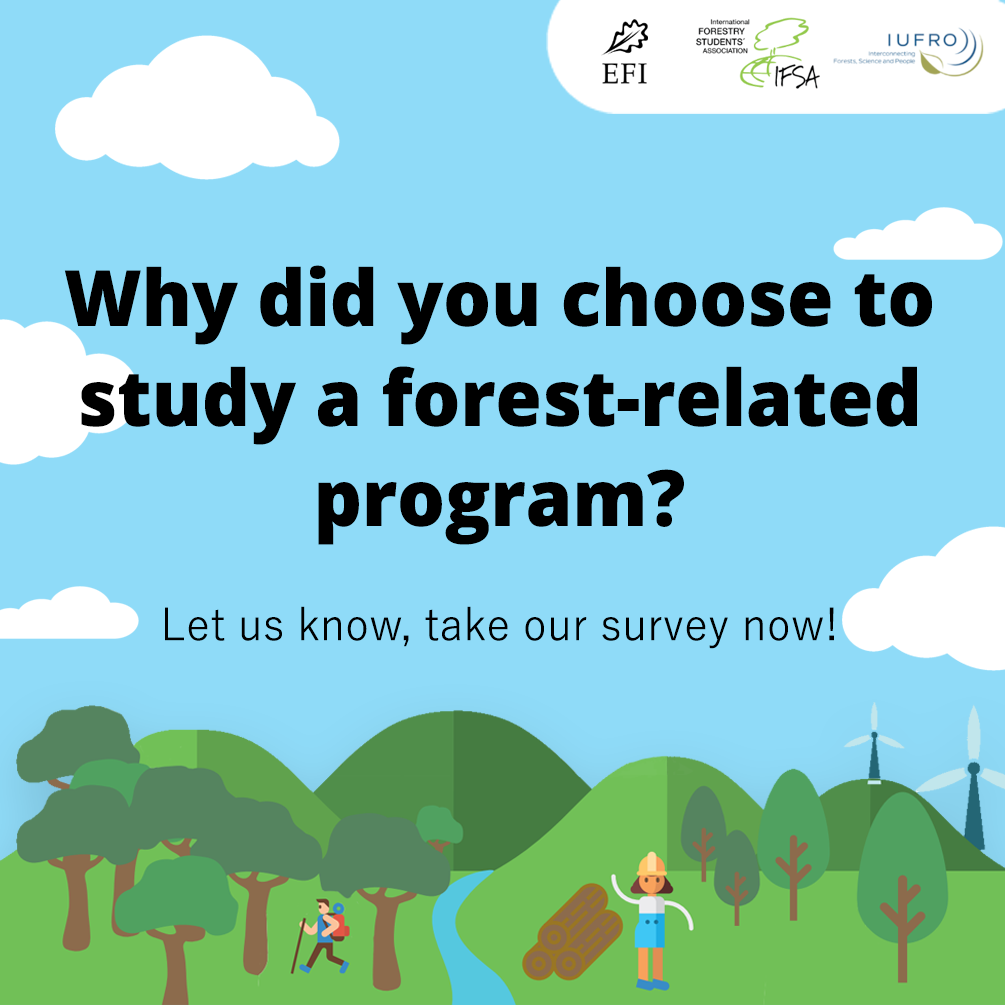 EFI
International
FORESTRY
STUDENTS'
ASSOCIATION
IFSA
IUFRO
Interconnecting
Forests, Science and People
Why did you choose to
study a forest-related
program?
Let us know, take our survey now!